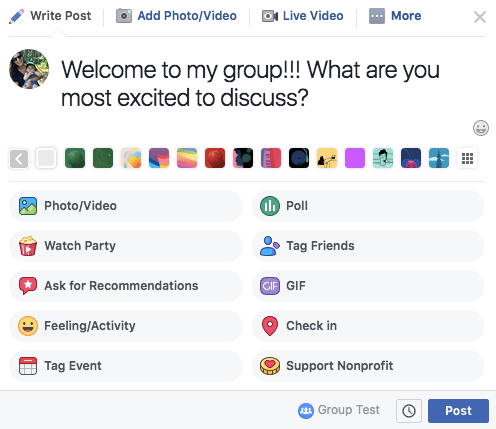 Write Post Add Photo/Video Live Video More
Welcome to my group!!! What are you
most excited to discuss?
Photo/Video Poll
Watch Party Tag Friends
Ask for Recommendations GIF GIF
Feeling/Activity Check in
Tag Event Support Nonprofit
Group Test Post